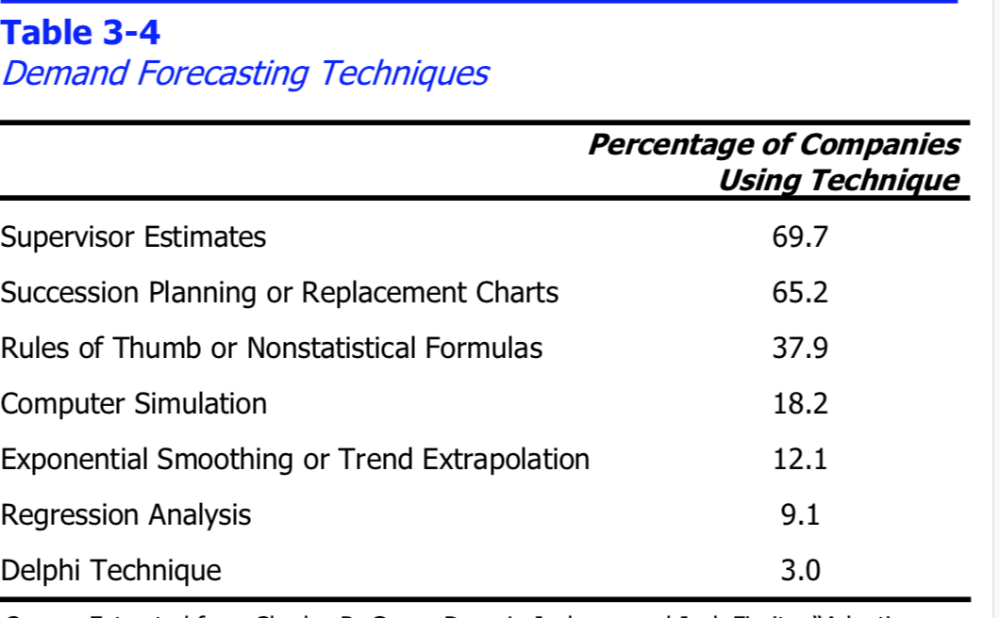 Table 3-4
Demand Forecasting Techniques
Percentage of Companies
Using Technique
Supervisor Estimates 69.7
Succession Planning or Replacement Charts 65.2
Rules of Thumb or Nonstatistical Formulas 37.9
Computer Simulation 18.2
Exponential Smoothing or Trend Extrapolation 12.1
Regression Analysis 9.1
Delphi Technique 3.0